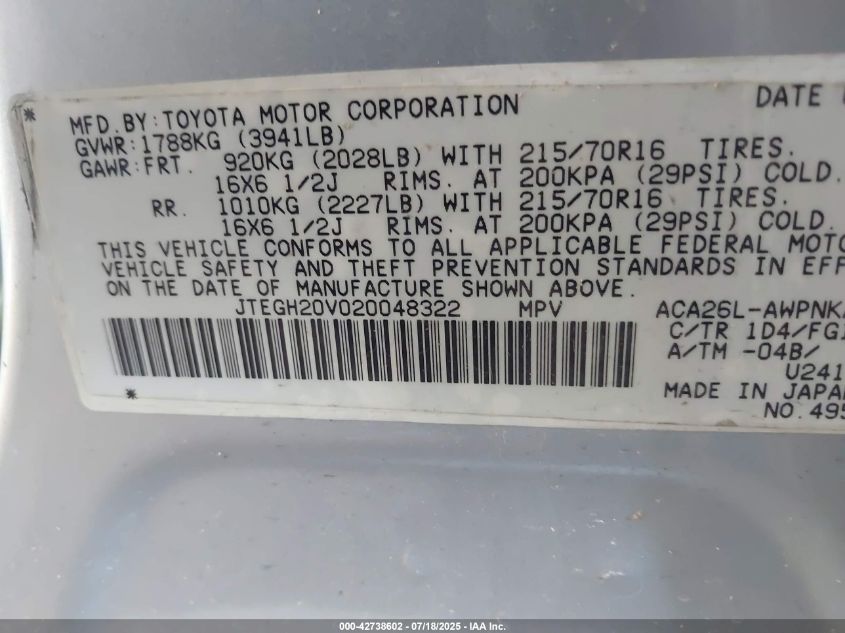 MFD.BY:TOYOTA MOTOR CORPORATION DATE
GVWR:1788KG (3941LB)
GAWR:FRT. 920KG (2028LB) WITH 215/70R16 TIRES.
16X6 1/2J RIMS. AT 200KPA (29PSI) COLD.
RR. 1010KG (2227LB) WITH 215/70R16 TIRES.
16X6 1/2J RIMS. AT 200KPA (29PSI) COLD.
THIS VEHICLE CONFORMS TO ALL APPLICABLE FEDERAL MOTO
VEHICLE SAFETY AND THEFT PREVENTION STANDARDS IN EFF
ON THE DATE OF MANUFACTURE SHOWN ABOVE.
JTEGH20V020048322 MPV ACA26L-AWPNK
C/TR 1D4/FG
A/TM -04B/
U241
MADE IN JAPAN
NO.495
000-42738602 - 07/18/2025 - IAA Inc.